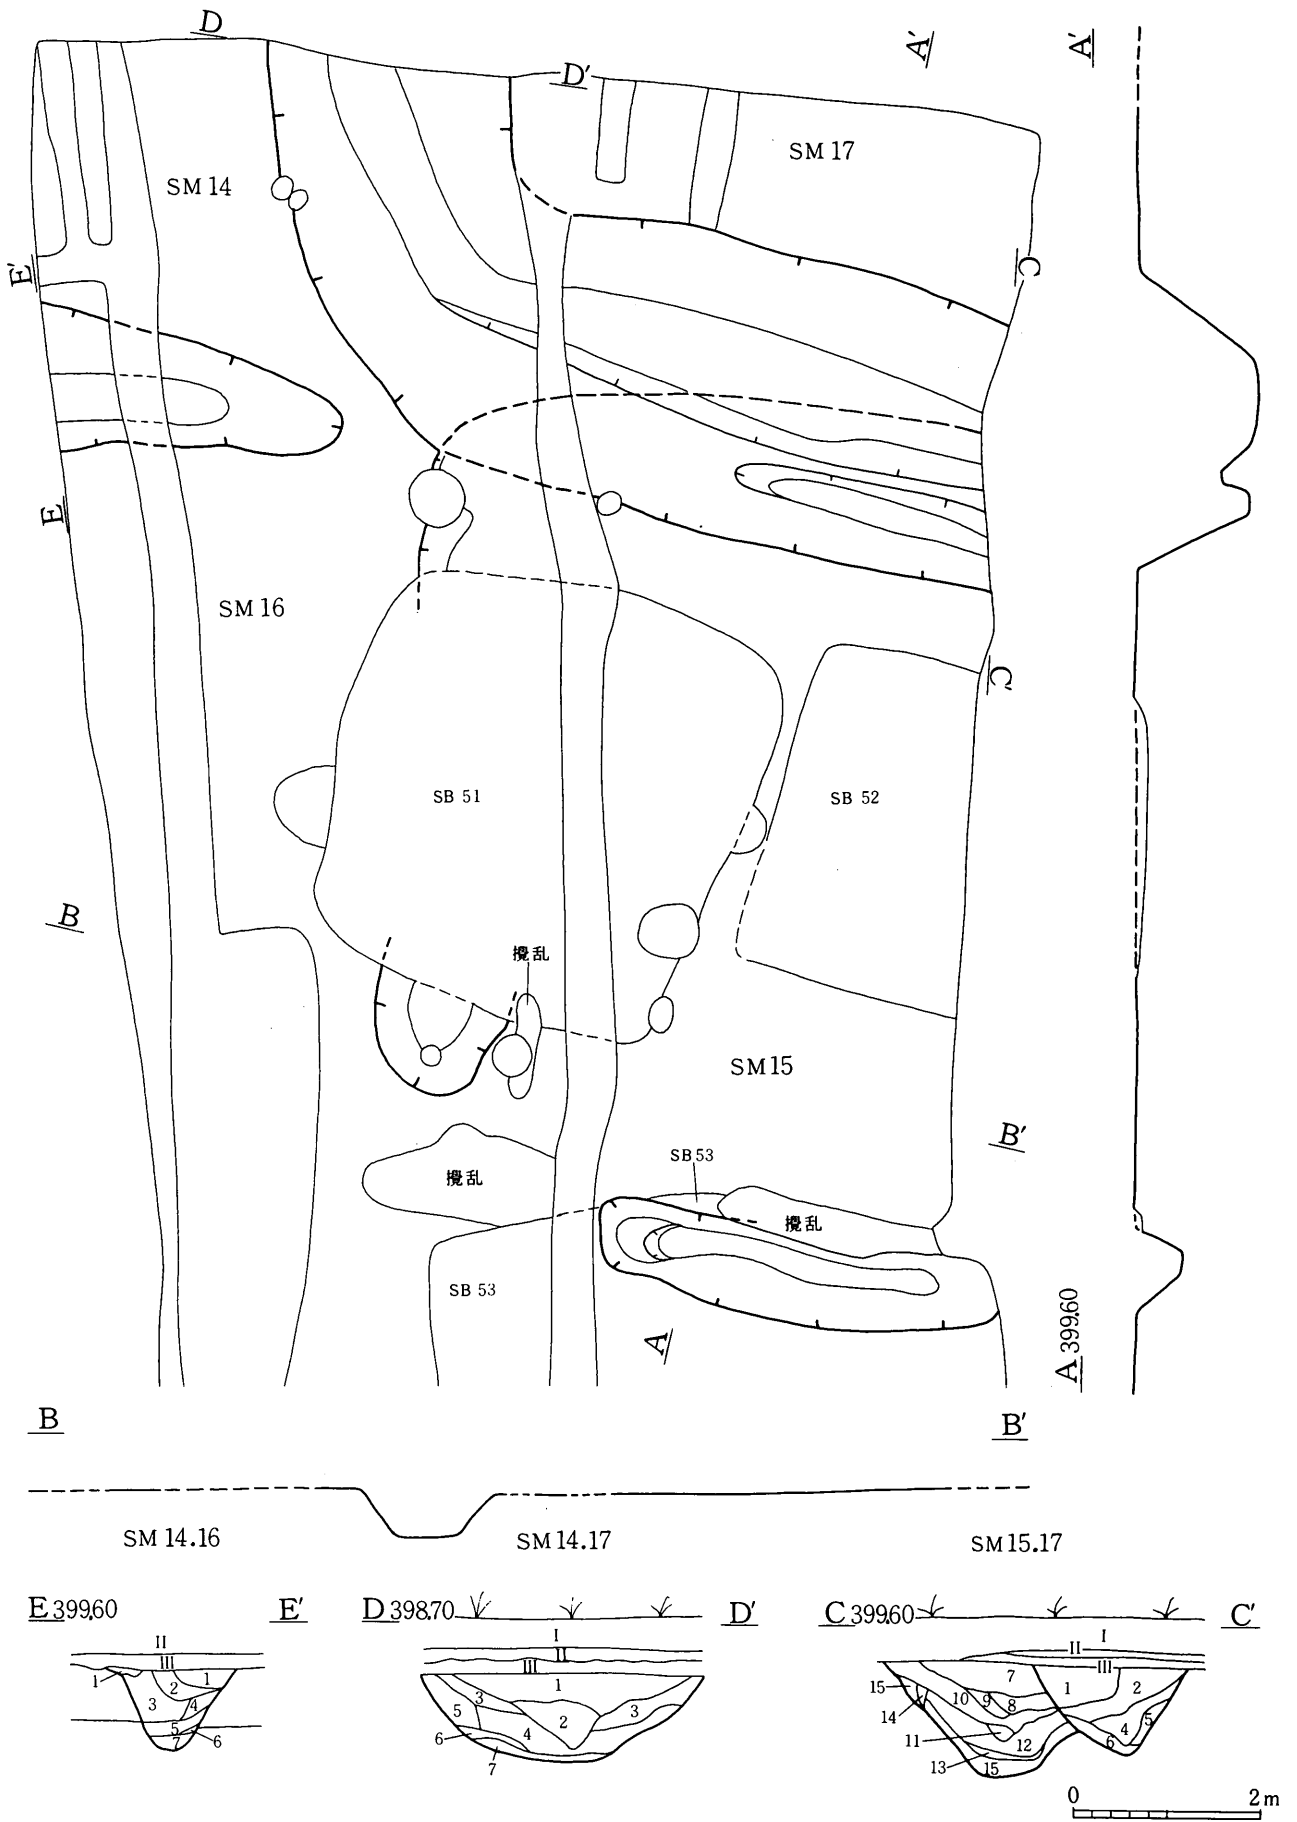 D
D′
A′
A′
SM 17
SM 14
E′
C
E
SM 16
C′
SB 51
SB 52
B
攪乱
SM 15
B′
SB 53
攪乱
攪乱
SB 53
A
A 399.60
B
B′
SM 14.16
SM 14.17
SM 15.17
E 399.60
E′
D 398.70
D′
C 399.60
C′
II
III
1
1
2
3
4
5
6
7
I
II
III
1
2
3
3
4
5
6
7
I
II
III
7
1
2
15
10
9
8
14
5
4
11
12
6
13
15
0
2m